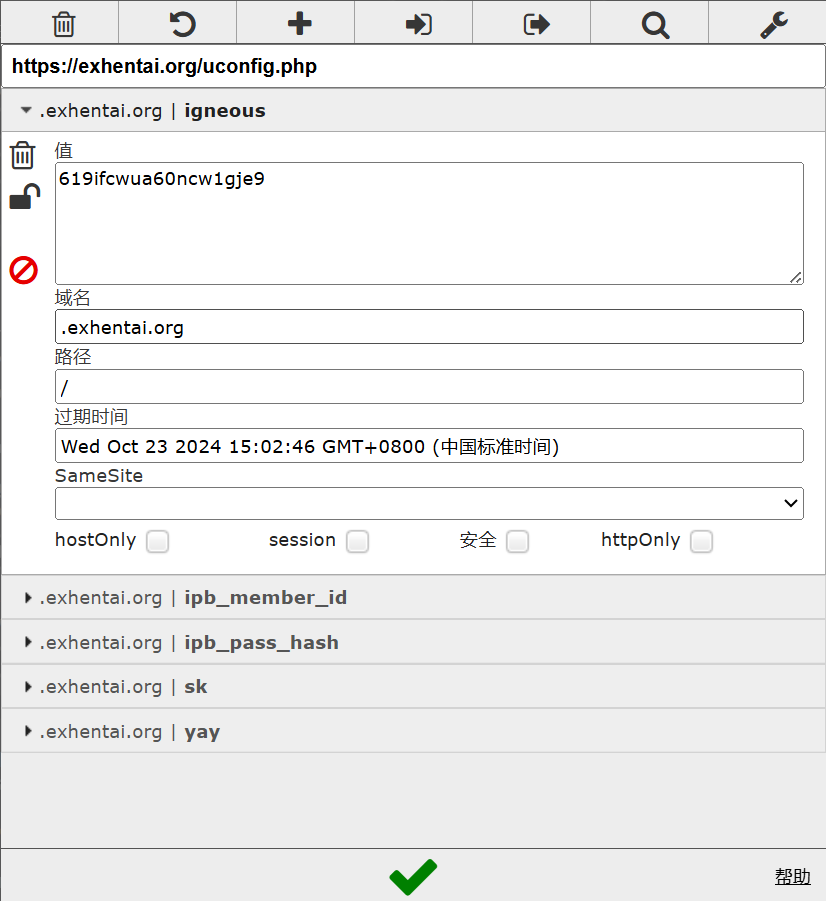 https://exhentai.org/uconfig.php
.exhentai.org | igneous
值
619ifcwua60ncw1gje9
域名
.exhentai.org
路径
/
过期时间
Wed Oct 23 2024 15:02:46 GMT+0800 (中国标准时间)
SameSite
hostOnly session 安全 httpOnly
.exhentai.org | ipb_member_id
.exhentai.org | ipb_pass_hash
.exhentai.org | sk
.exhentai.org | yay
帮助